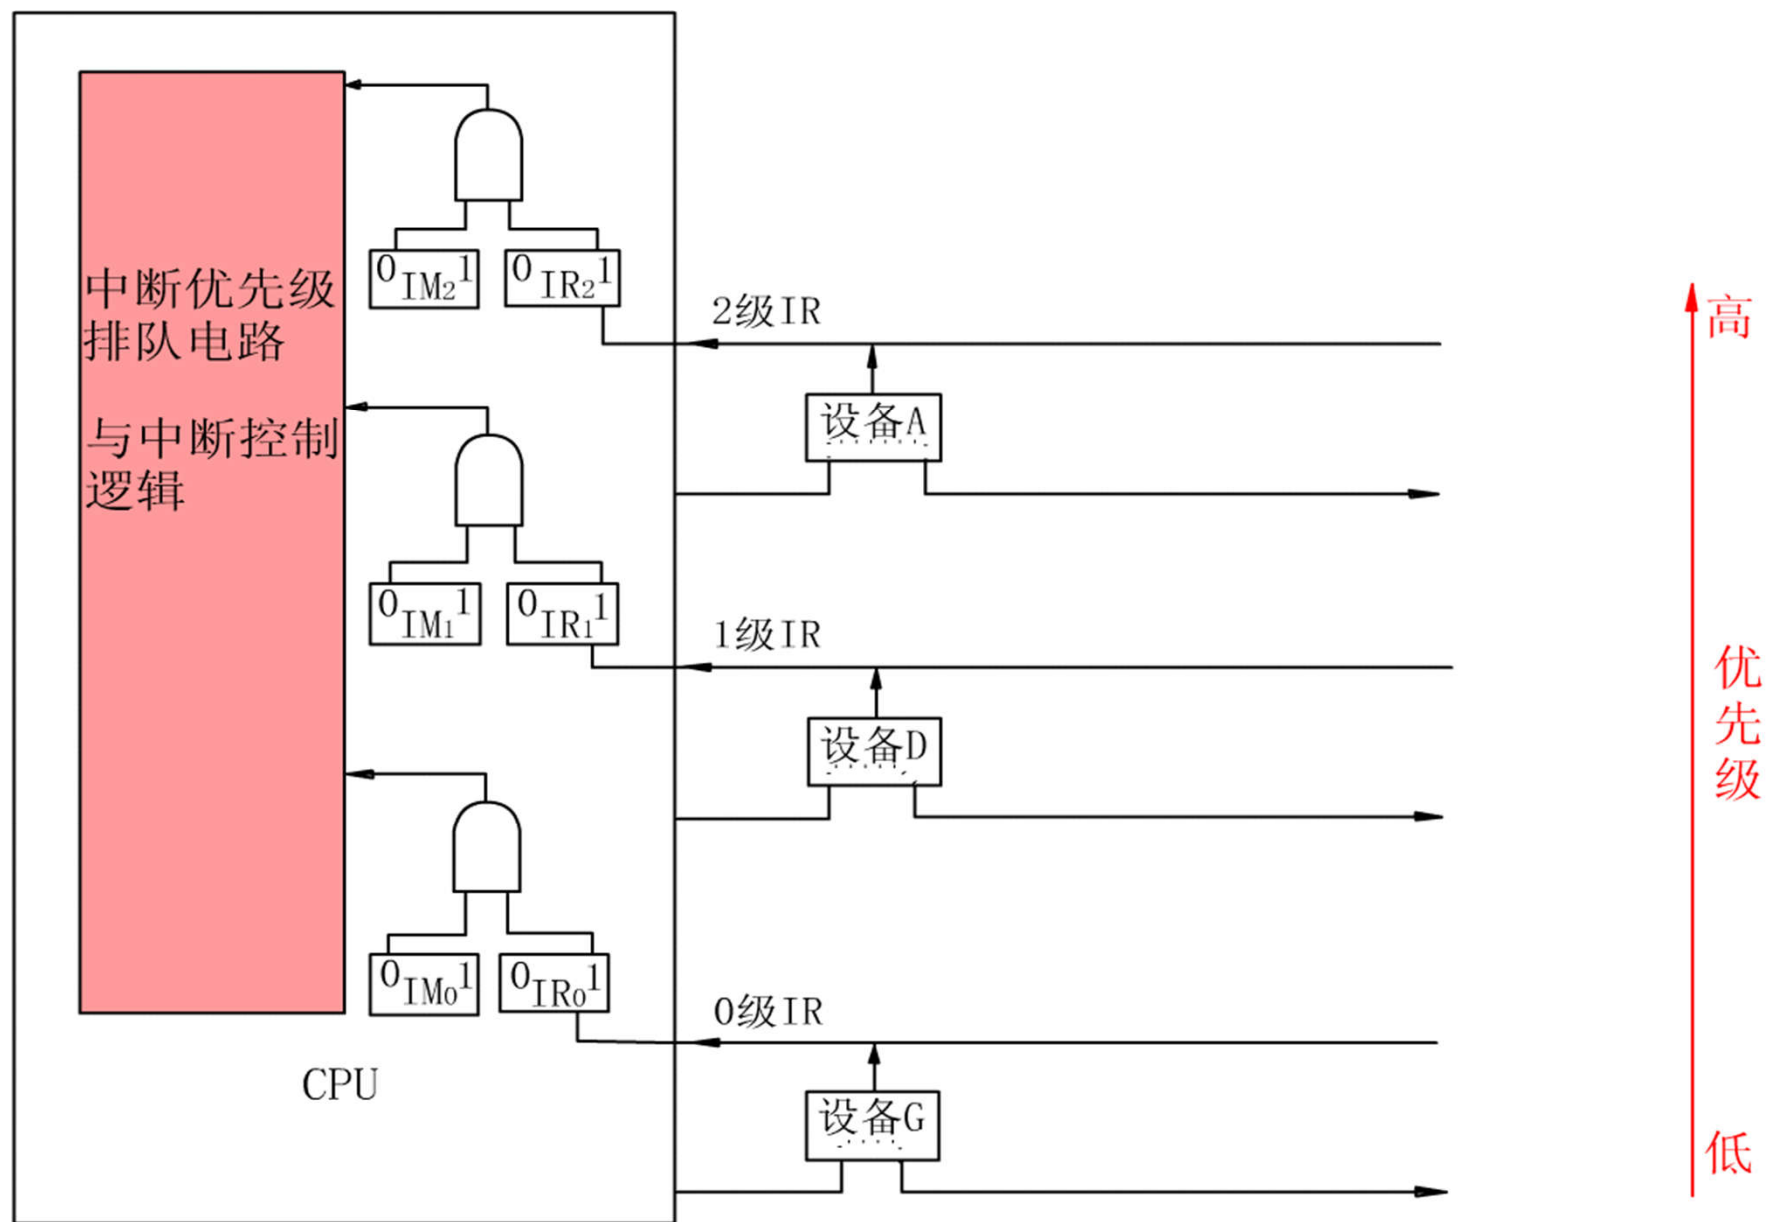 中断优先级
排队电路
与中断控制
逻辑
0 IM2 1
0 IR2 1
2级IR
设备A
0 IM1 1
0 IR1 1
1级IR
设备D
0 IM0 1
0 IR0 1
0级IR
设备G
CPU
高
优
先
级
低